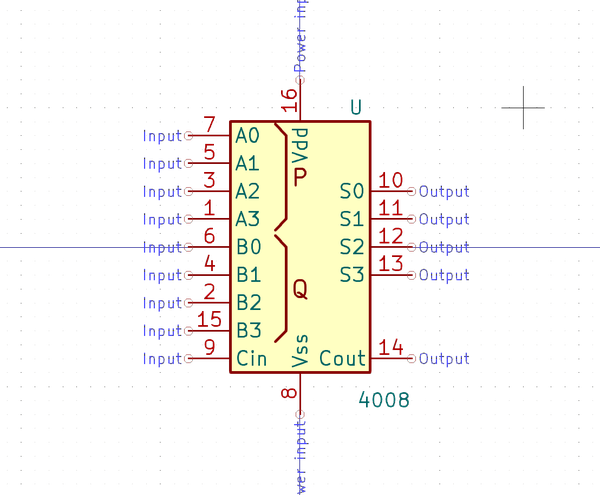 Power inp
16
U
Input 7 A0 Vdd
Input 5 A1 P
Input 3 A2 S0 10 Output
Input 1 A3 S1 11 Output
Input 6 B0 S2 12 Output
Input 4 B1 S3 13 Output
Input 2 B2 Q
Input 15 B3 Vss
Input 9 Cin Cout 14 Output
8
4008
wer input